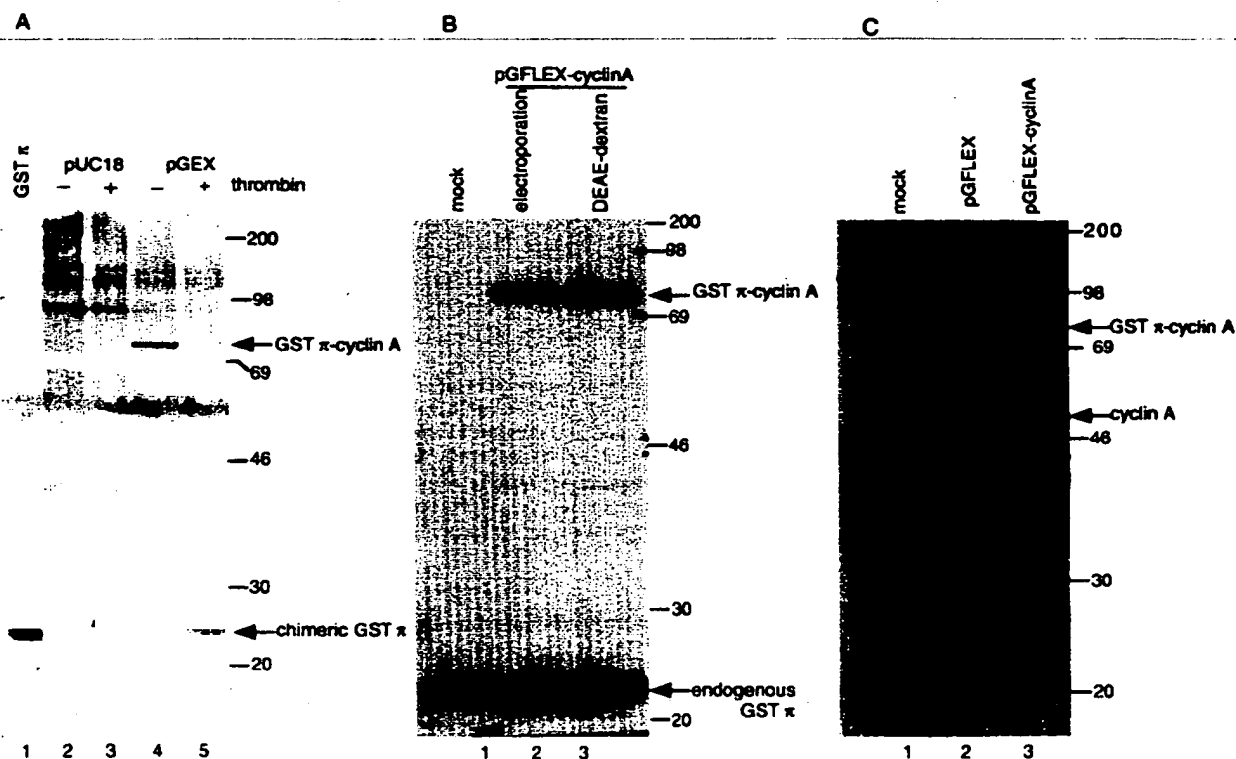 A
GST π
pUC18 pGEX
− + − + thrombin
200
98
GST π-cyclin A
69
46
30
chimeric GST π
20
1 2 3 4 5
B
pGFLEX-cyclinA
mock
electroporation
DEAE-dextran
200
98
GST π-cyclin A
69
46
30
endogenous
GST π
20
1 2 3
C
mock
pGFLEX
pGFLEX-cyclinA
200
98
GST π-cyclin A
69
cyclin A
46
30
20
1 2 3